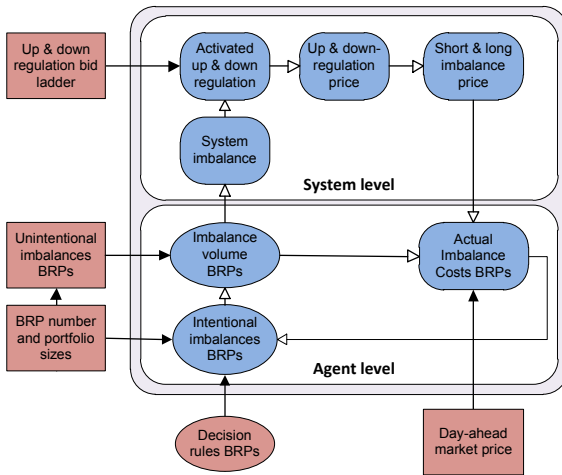 Up & down
regulation bid
ladder
Activated
up & down
regulation
Up & down-
regulation
price
Short & long
imbalance
price
System
imbalance
System level
Unintentional
imbalances
BRPs
Imbalance
volume
BRPs
Actual
Imbalance
Costs BRPs
BRP number
and portfolio
sizes
Intentional
imbalances
BRPs
Agent level
Decision
rules BRPs
Day-ahead
market price